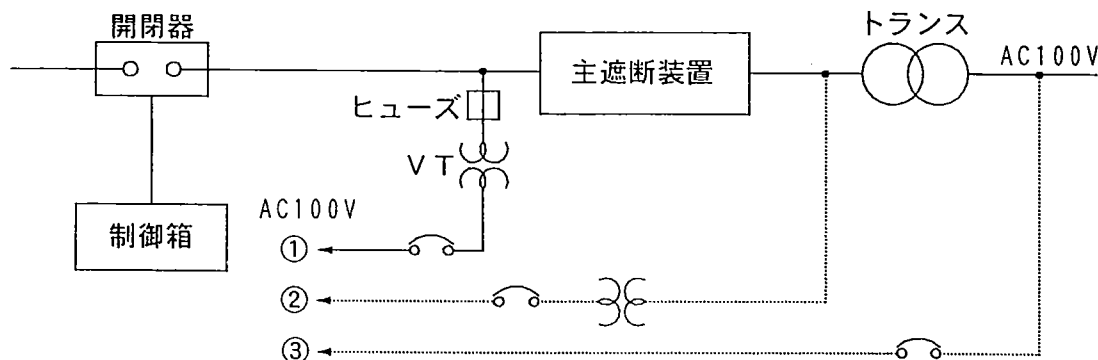 開閉器
トランス
AC100V
主遮断装置
ヒューズ
VT
AC100V
制御箱
①
②
③